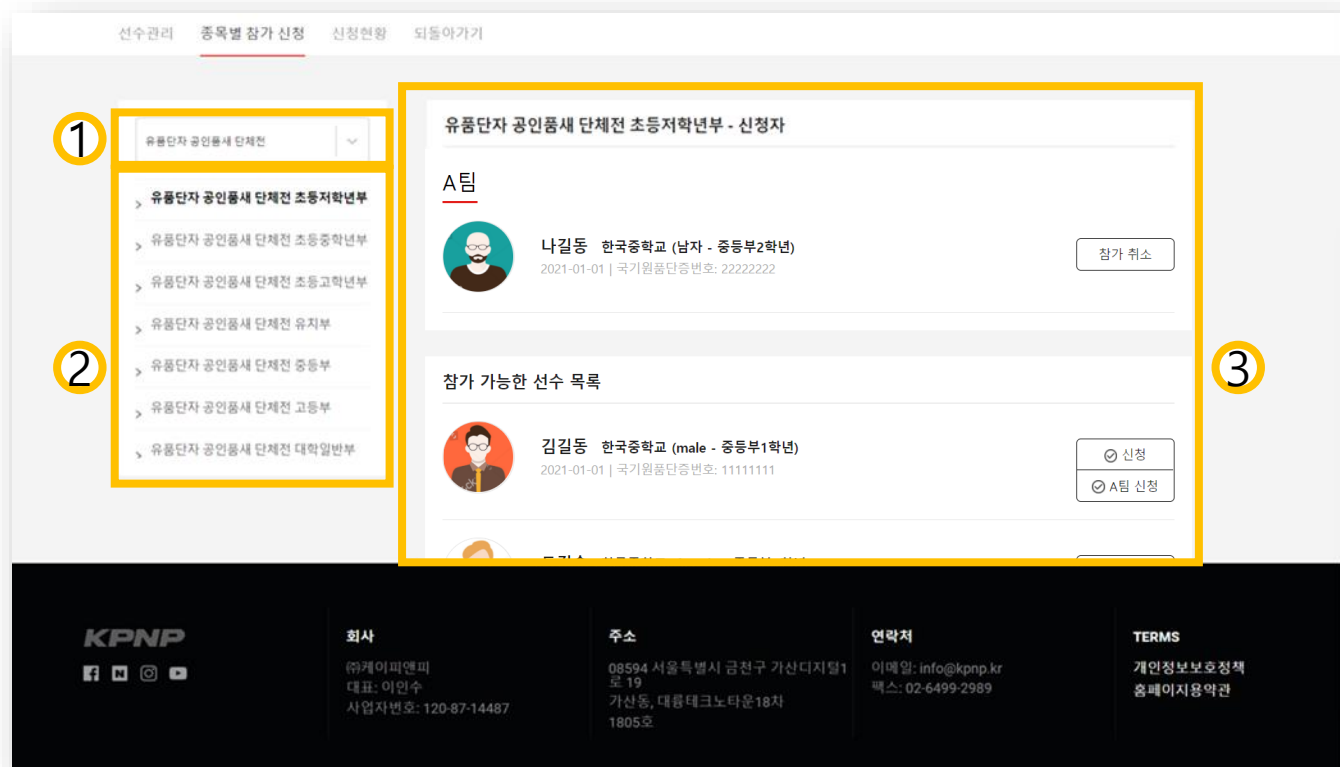 선수관리 종목별 참가 신청 신청현황 되돌아가기
1
유품단자 공인품새 단체전
2
유품단자 공인품새 단체전 초등저학년부
유품단자 공인품새 단체전 초등중학년부
유품단자 공인품새 단체전 초등고학년부
유품단자 공인품새 단체전 유치부
유품단자 공인품새 단체전 중등부
유품단자 공인품새 단체전 고등부
유품단자 공인품새 단체전 대학일반부
3
유품단자 공인품새 단체전 초등저학년부 - 신청자
A팀
나길동 한국중학교 (남자 - 중등부2학년)
2021-01-01 | 국기원품단증번호: 22222222
참가 취소
참가 가능한 선수 목록
김길동 한국중학교 (male - 중등부1학년)
2021-01-01 | 국기원품단증번호: 11111111
신청
A팀 신청
KPNP
회사
㈜케이피앤피
대표: 이인수
사업자번호: 120-87-14487
주소
08594 서울특별시 금천구 가산디지털1
로 19
가산동, 대륭테크노타운18차
1805호
연락처
이메일: info@kpnp.kr
팩스: 02-6499-2989
TERMS
개인정보보호정책
홈페이지용약관